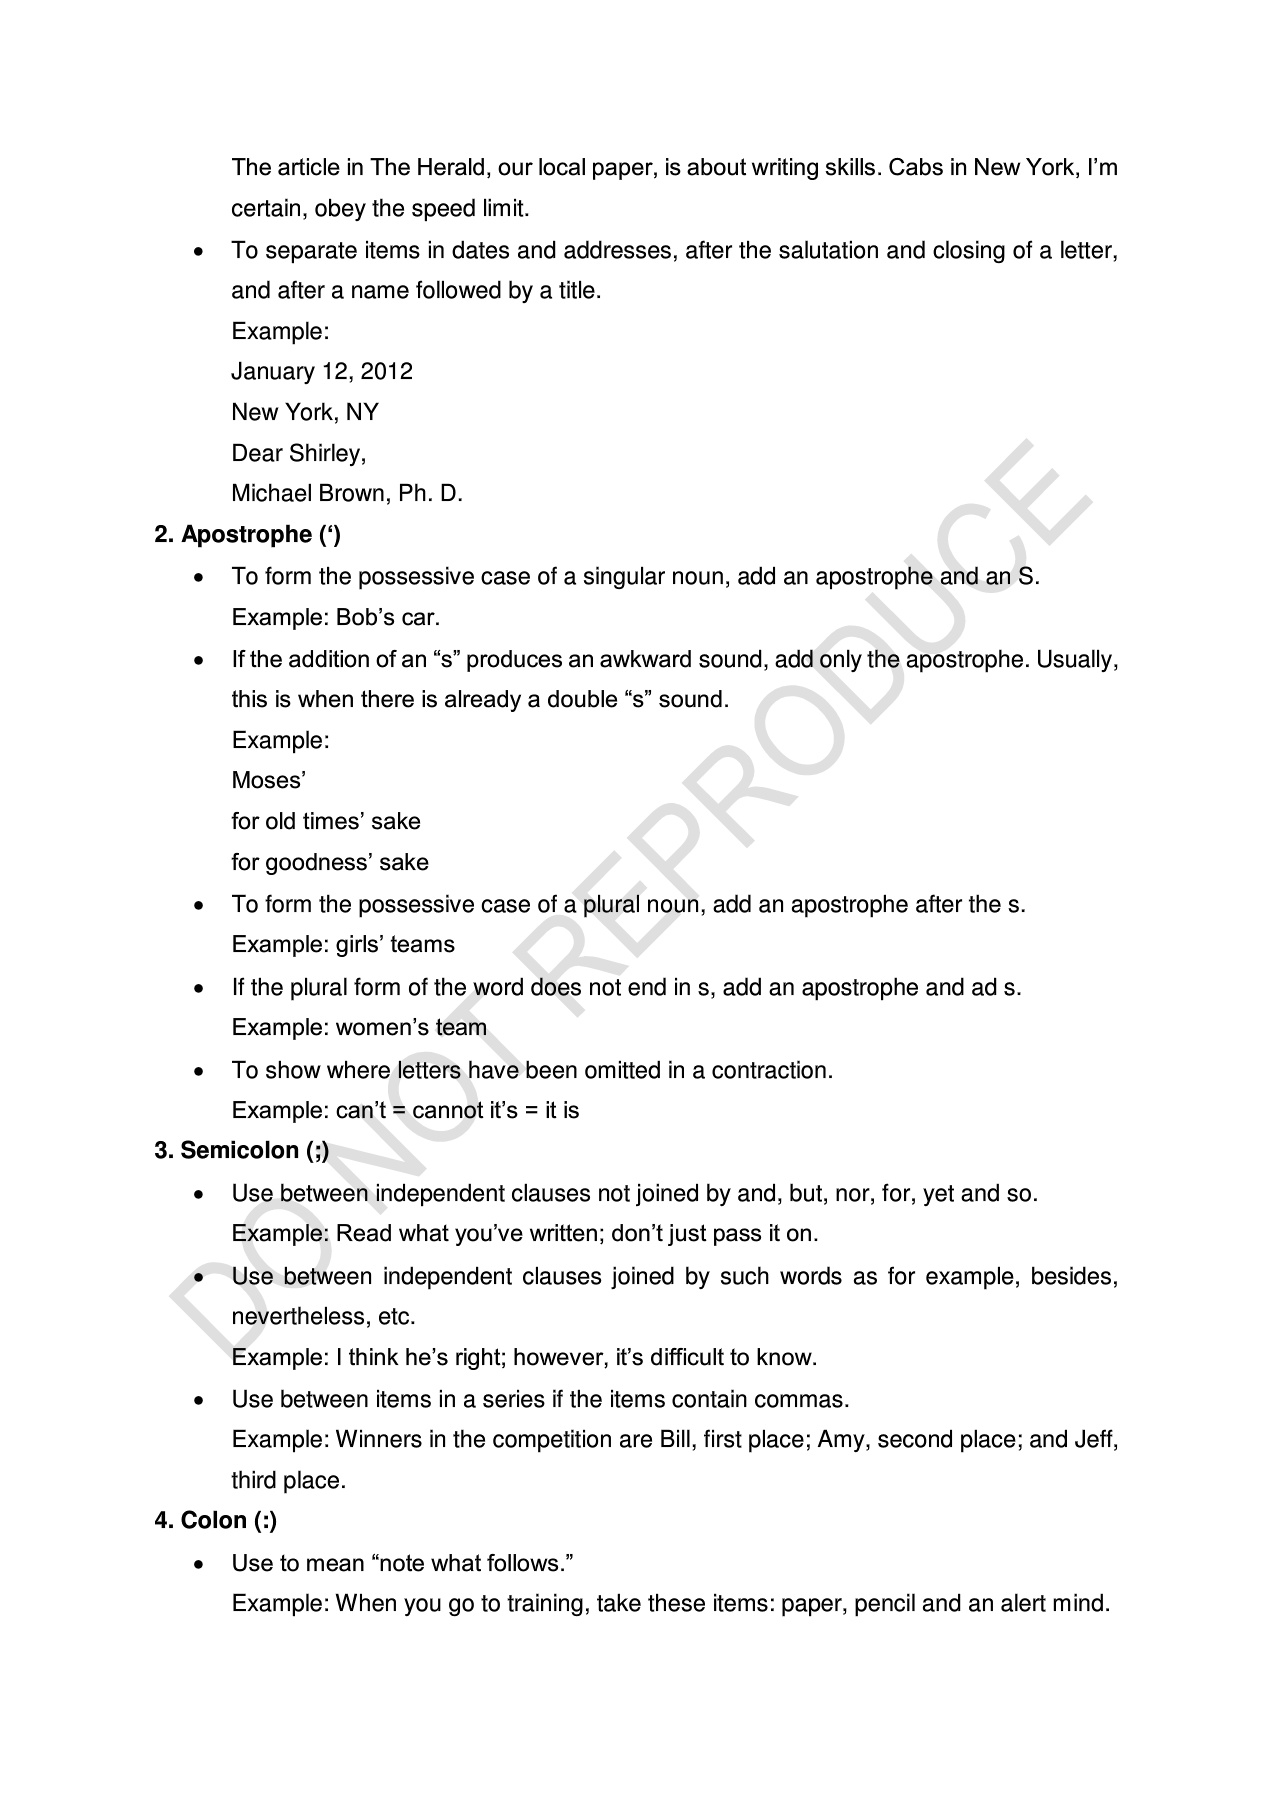 The article in The Herald, our local paper, is about writing skills. Cabs in New York, I’m
certain, obey the speed limit.
• To separate items in dates and addresses, after the salutation and closing of a letter,
and after a name followed by a title.
Example:
January 12, 2012
New York, NY
Dear Shirley,
Michael Brown, Ph. D.
2. Apostrophe (‘)
• To form the possessive case of a singular noun, add an apostrophe and an S.
Example: Bob’s car.
• If the addition of an “s” produces an awkward sound, add only the apostrophe. Usually,
this is when there is already a double “s” sound.
Example:
Moses’
for old times’ sake
for goodness’ sake
• To form the possessive case of a plural noun, add an apostrophe after the s.
Example: girls’ teams
• If the plural form of the word does not end in s, add an apostrophe and ad s.
Example: women’s team
• To show where letters have been omitted in a contraction.
Example: can’t = cannot it’s = it is
3. Semicolon (;)
• Use between independent clauses not joined by and, but, nor, for, yet and so.
Example: Read what you’ve written; don’t just pass it on.
• Use between independent clauses joined by such words as for example, besides,
nevertheless, etc.
Example: I think he’s right; however, it’s difficult to know.
• Use between items in a series if the items contain commas.
Example: Winners in the competition are Bill, first place; Amy, second place; and Jeff,
third place.
4. Colon (:)
• Use to mean “note what follows.”
Example: When you go to training, take these items: paper, pencil and an alert mind.
DO NOT REPRODUCE